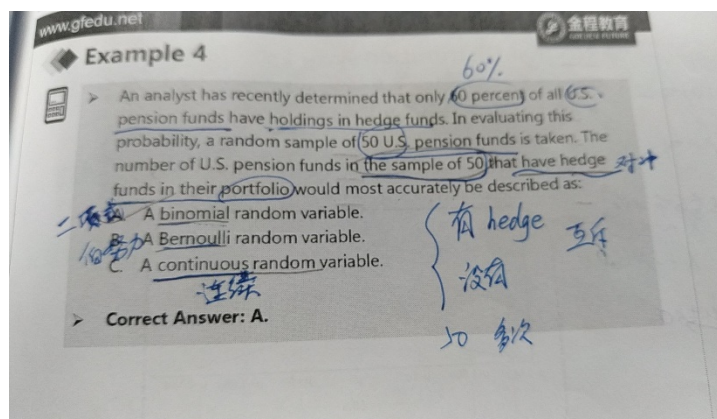 www.gfedu.net
金程教育
GOLDEN FUTURE
Example 4
60%
➤ An analyst has recently determined that only 60 percent of all U.S.
pension funds have holdings in hedge funds. In evaluating this
probability, a random sample of 50 U.S. pension funds is taken. The
number of U.S. pension funds in the sample of 50 that have hedge 对冲
funds in their portfolio would most accurately be described as:
二项式 A. A binomial random variable.
伯努力 B. A Bernoulli random variable.
C. A continuous random variable.
连续
有 hedge
互斥
没有
50 多次
➤ Correct Answer: A.